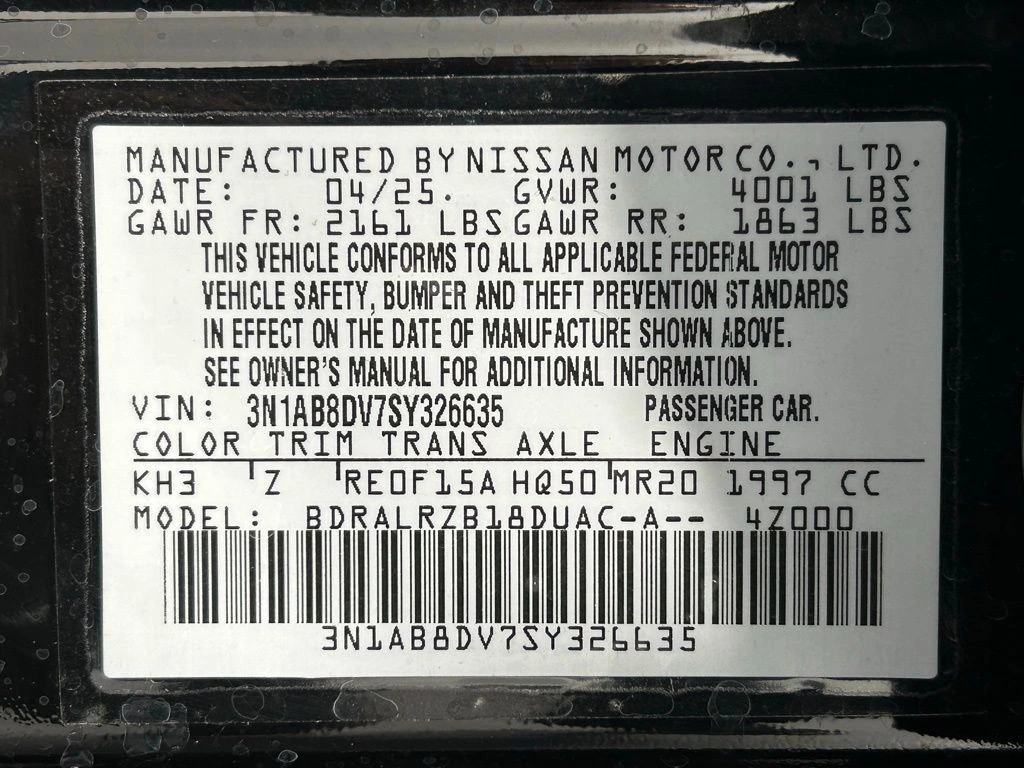 MANUFACTURED BY NISSAN MOTOR CO., LTD.
DATE: 04/25. GVWR: 4001 LBS
GAWR FR: 2161 LBS GAWR RR: 1863 LBS
THIS VEHICLE CONFORMS TO ALL APPLICABLE FEDERAL MOTOR
VEHICLE SAFETY, BUMPER AND THEFT PREVENTION STANDARDS
IN EFFECT ON THE DATE OF MANUFACTURE SHOWN ABOVE.
SEE OWNER'S MANUAL FOR ADDITIONAL INFORMATION.
VIN: 3N1AB8DV7SY326635 PASSENGER CAR.
COLOR TRIM TRANS AXLE ENGINE
KH3 Z RE0F15A HQ50 MR20 1997 CC
MODEL: BDRALRZB18DUAC-A-- 4Z000
3N1AB8DV7SY326635